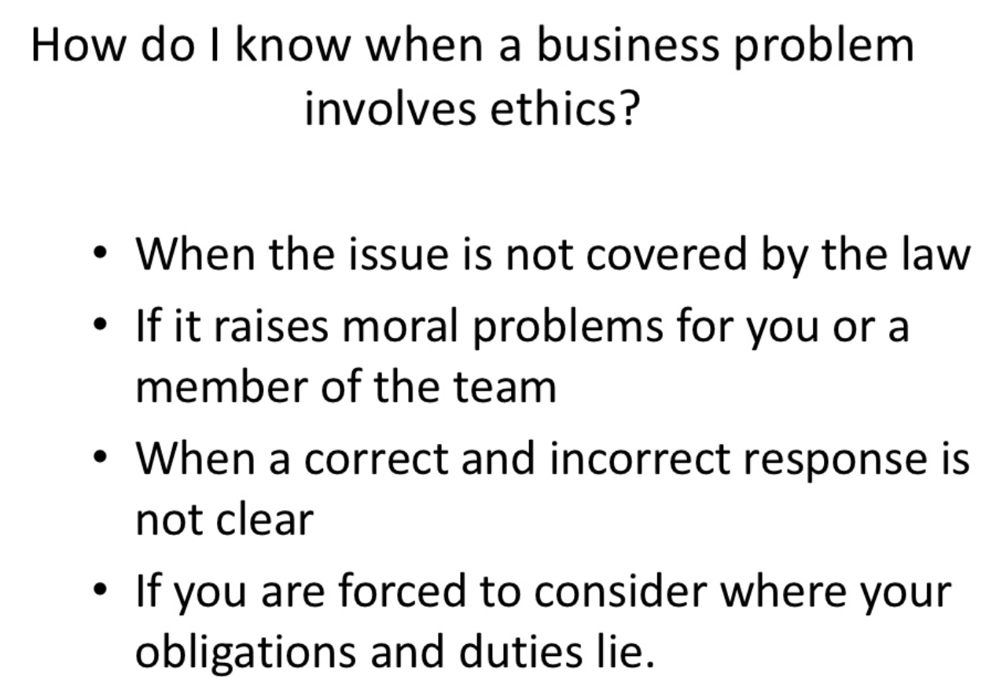 How do I know when a business problem
involves ethics?
• When the issue is not covered by the law
• If it raises moral problems for you or a
member of the team
• When a correct and incorrect response is
not clear
• If you are forced to consider where your
obligations and duties lie.